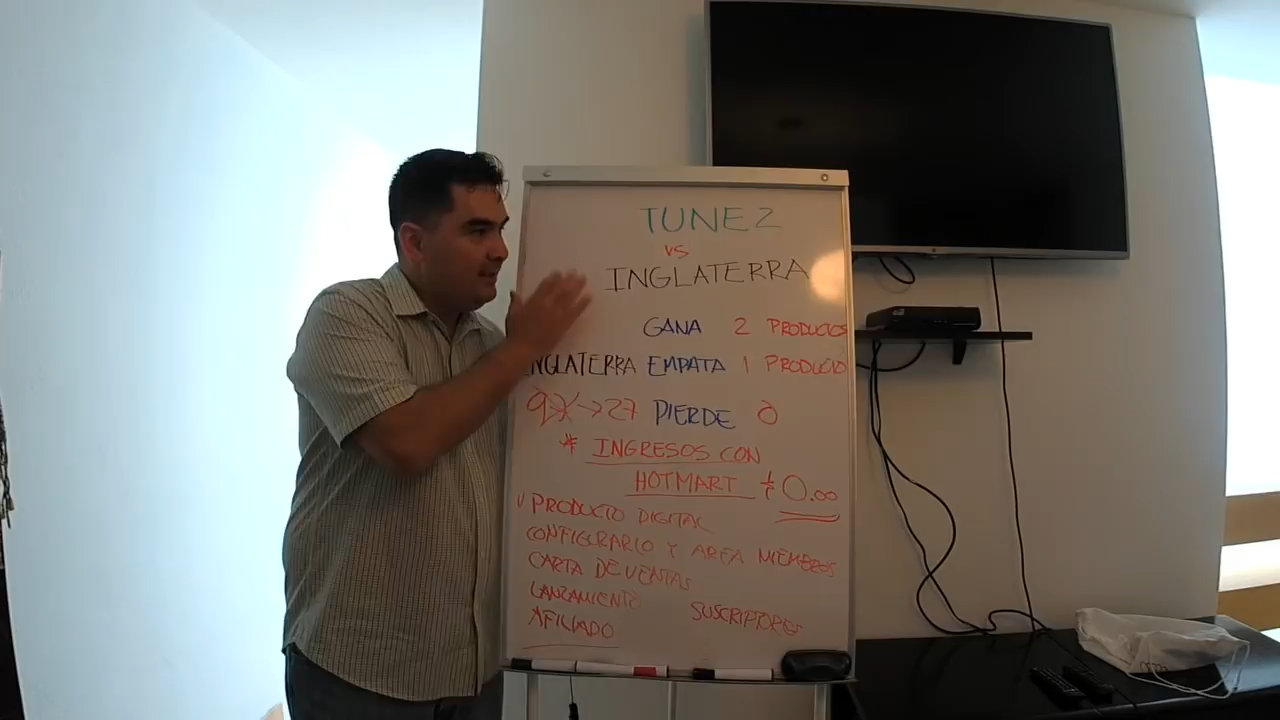 TUNEZ
VS
INGLATERRA
GANA 2 PRODUCTOS
INGLATERRA EMPATA 1 PRODUCTO
→ 27 PIERDE 0
* INGRESOS CON
HOTMART $0.00
√ PRODUCTO DIGITAL
CONFIGURARLO Y AREA MIEMBROS
CARTA DE VENTAS
LANZAMIENTO SUSCRIPTORES
AFILIADO